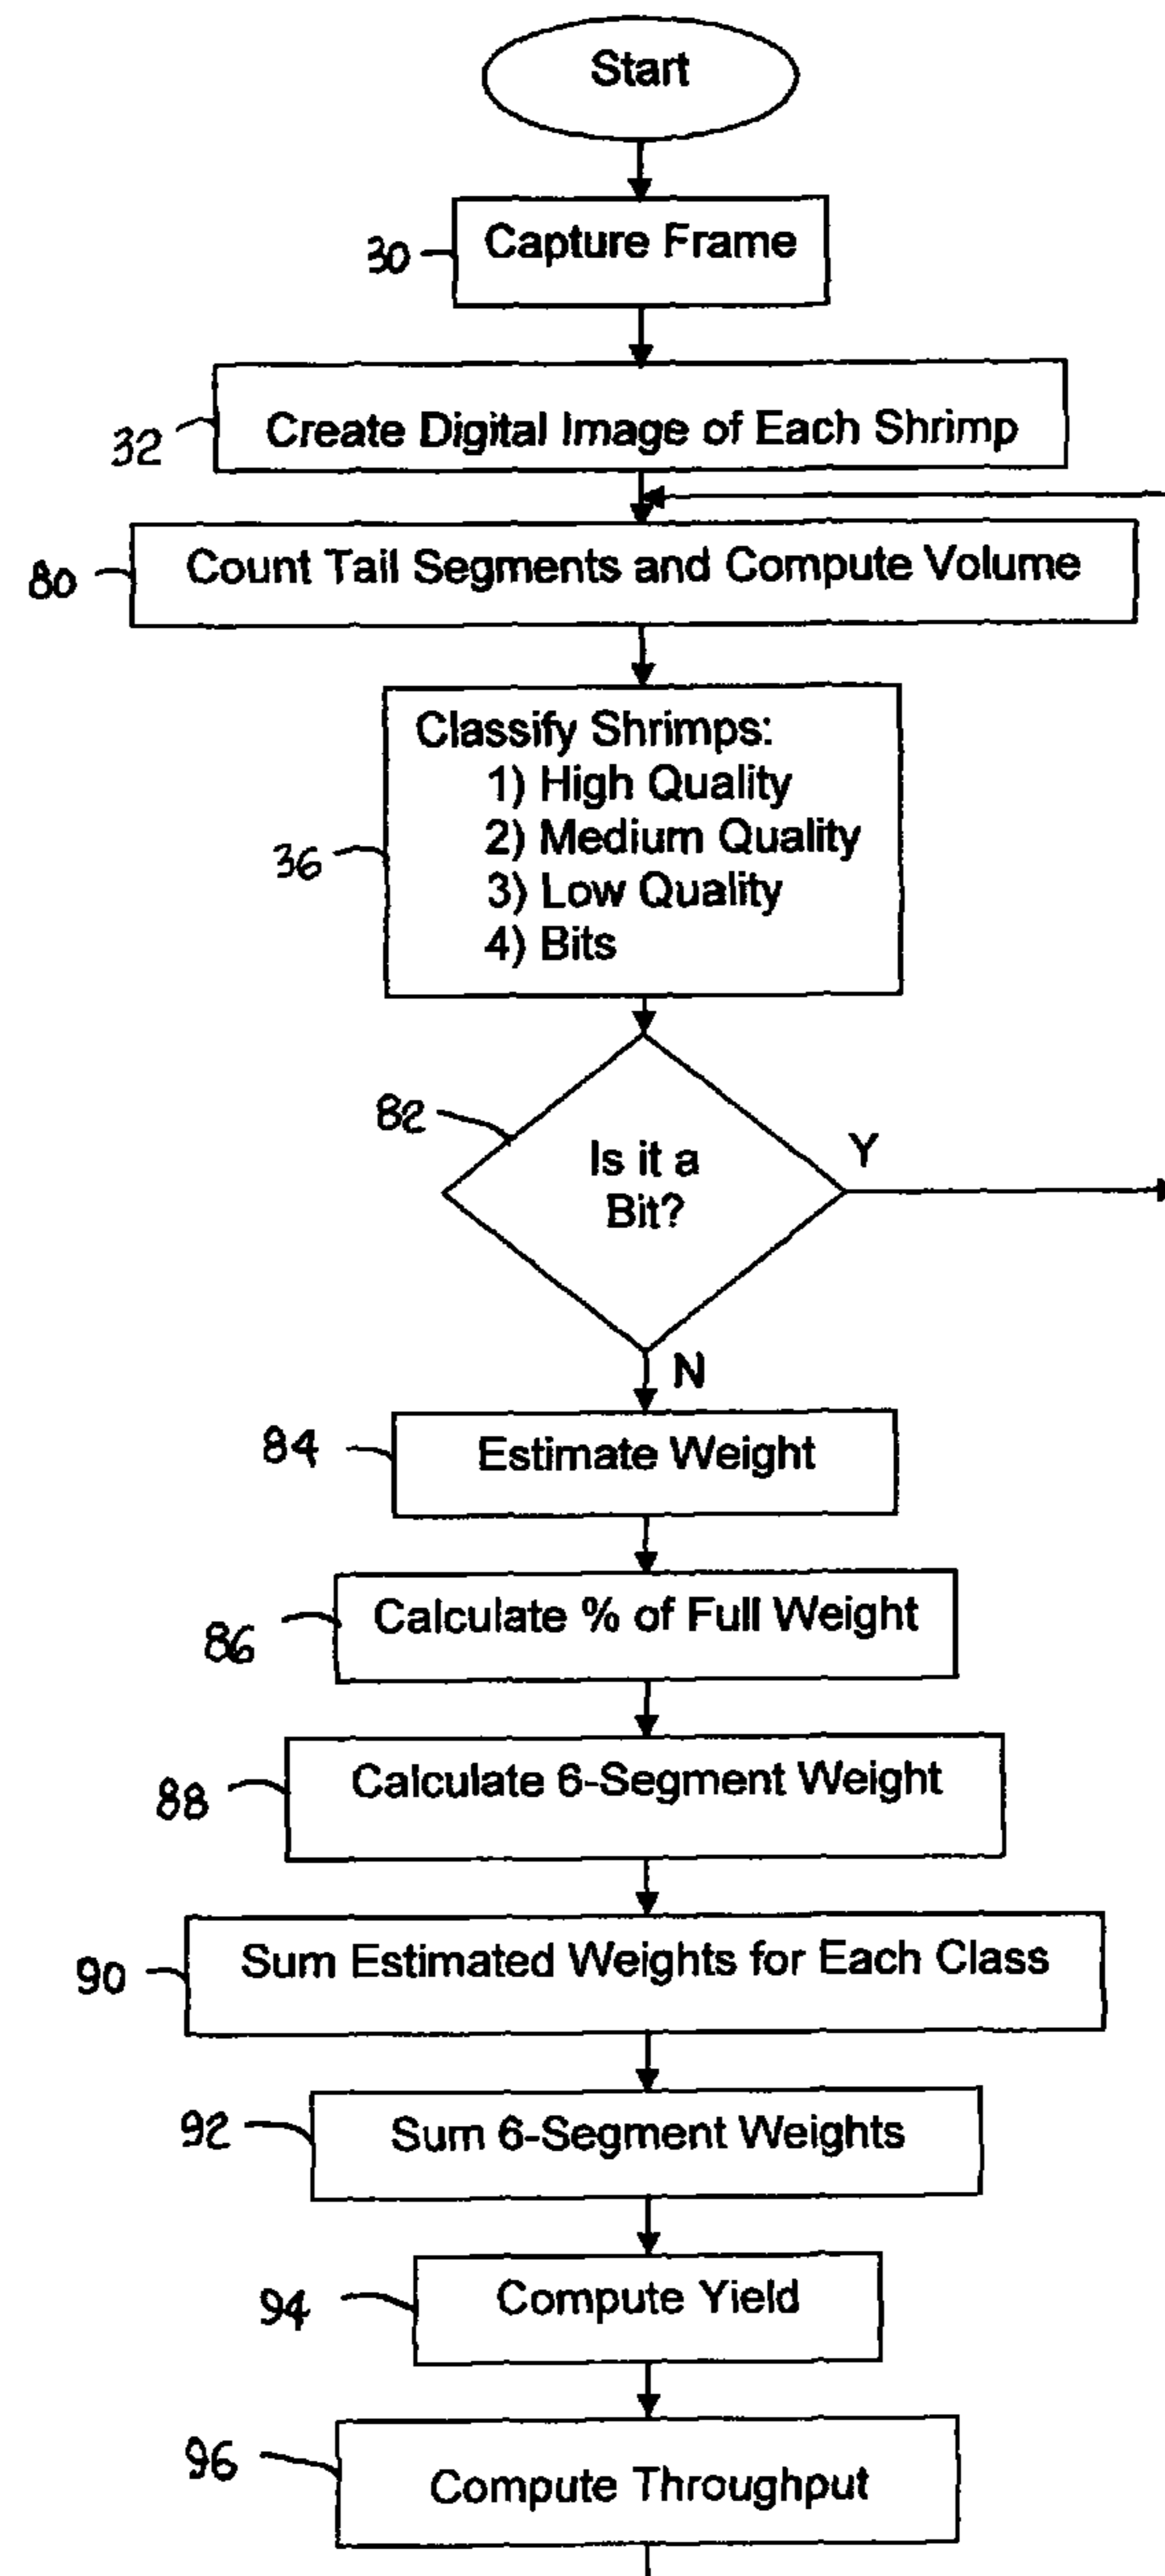 Start
30
Capture Frame
32
Create Digital Image of Each Shrimp
80
Count Tail Segments and Compute Volume
36
Classify Shrimps:
1) High Quality
2) Medium Quality
3) Low Quality
4) Bits
82
Is it a
Bit?
Y
N
84
Estimate Weight
86
Calculate % of Full Weight
88
Calculate 6-Segment Weight
90
Sum Estimated Weights for Each Class
92
Sum 6-Segment Weights
94
Compute Yield
96
Compute Throughput